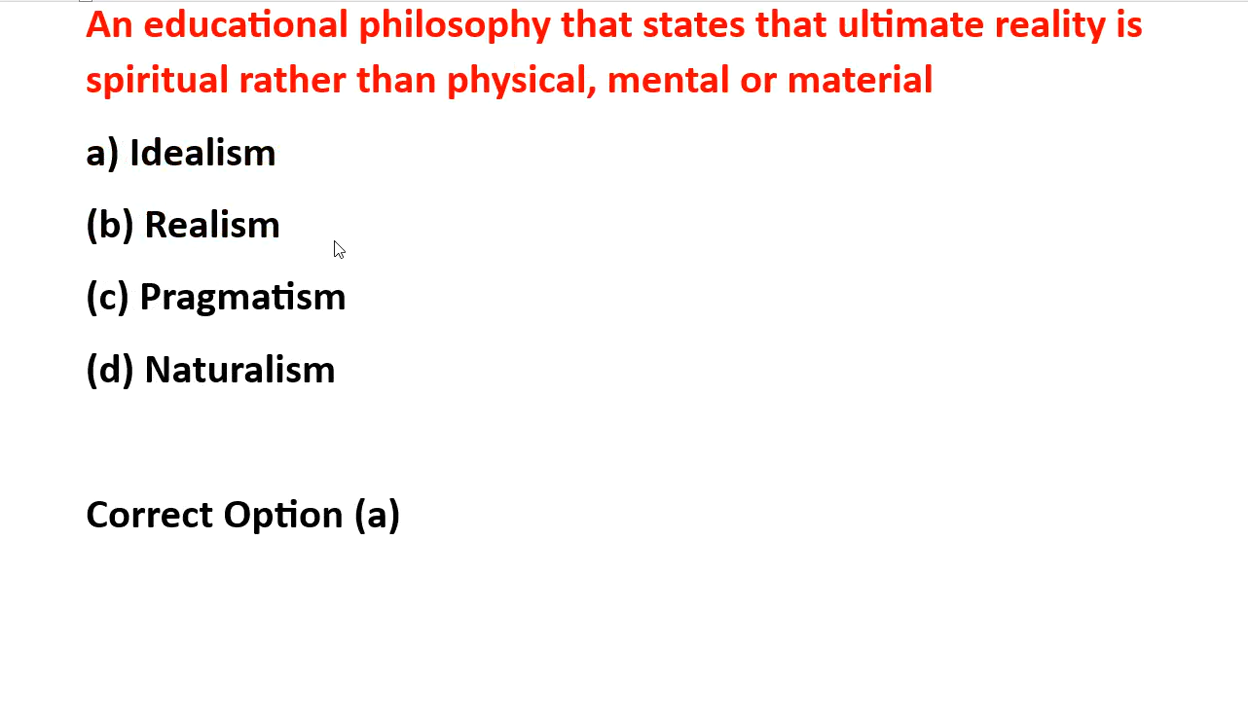 An educational philosophy that states that ultimate reality is
spiritual rather than physical, mental or material
a) Idealism
(b) Realism
(c) Pragmatism
(d) Naturalism
Correct Option (a)